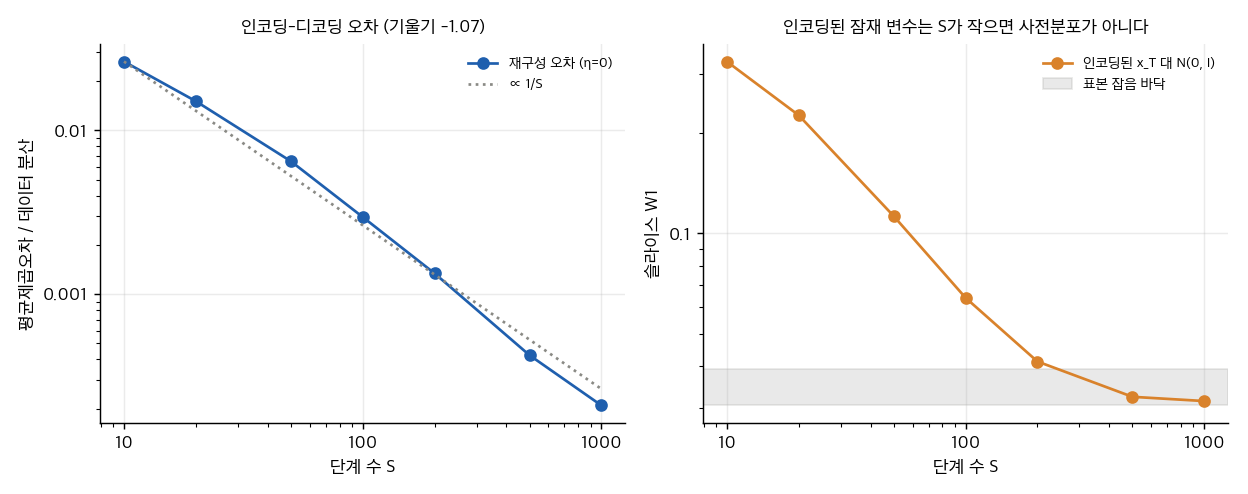 인코딩-디코딩 오차 (기울기 -1.07)
재구성 오차 (η=0)
∝ 1/S
0.01
0.001
평균제곱오차 / 데이터 분산
10
100
1000
단계 수 S
인코딩된 잠재 변수는 S가 작으면 사전분포가 아니다
인코딩된 x_T 대 N(0, I)
표본 잡음 바닥
0.1
슬라이스 W1
10
100
1000
단계 수 S